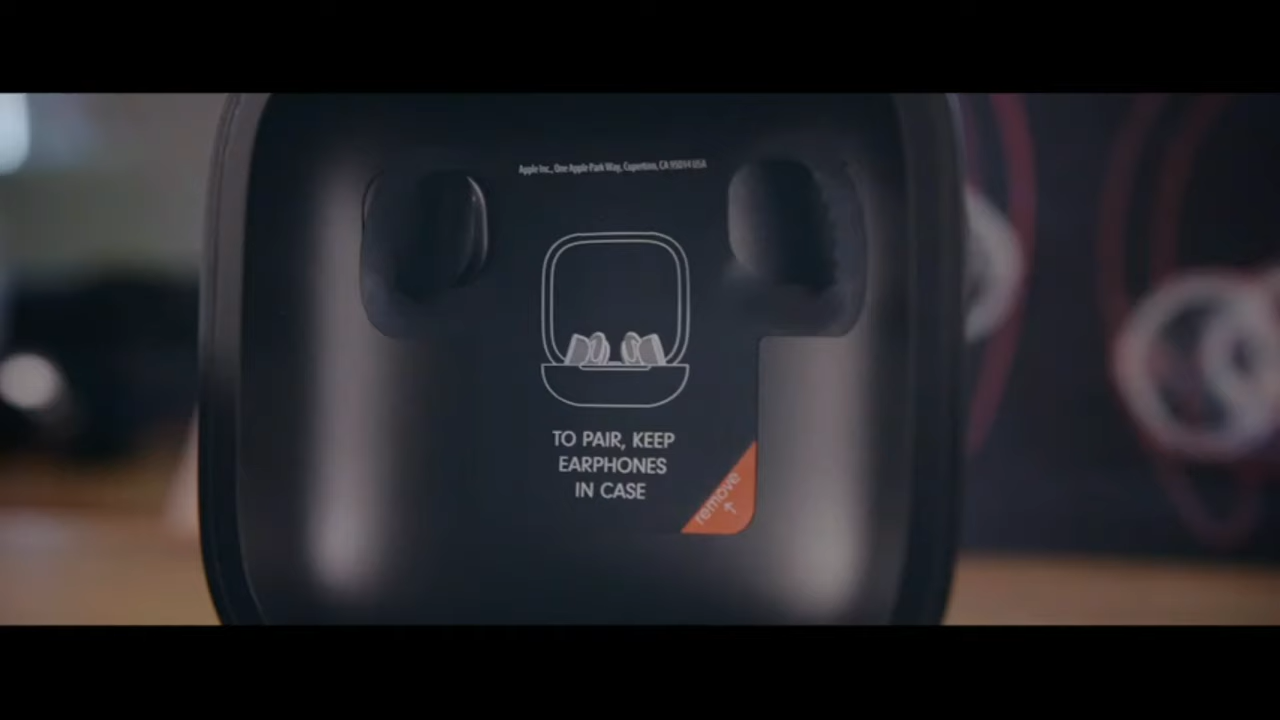 Apple Inc., One Apple Park Way, Cupertino, CA 95014 USA
TO PAIR, KEEP
EARPHONES
IN CASE
remove